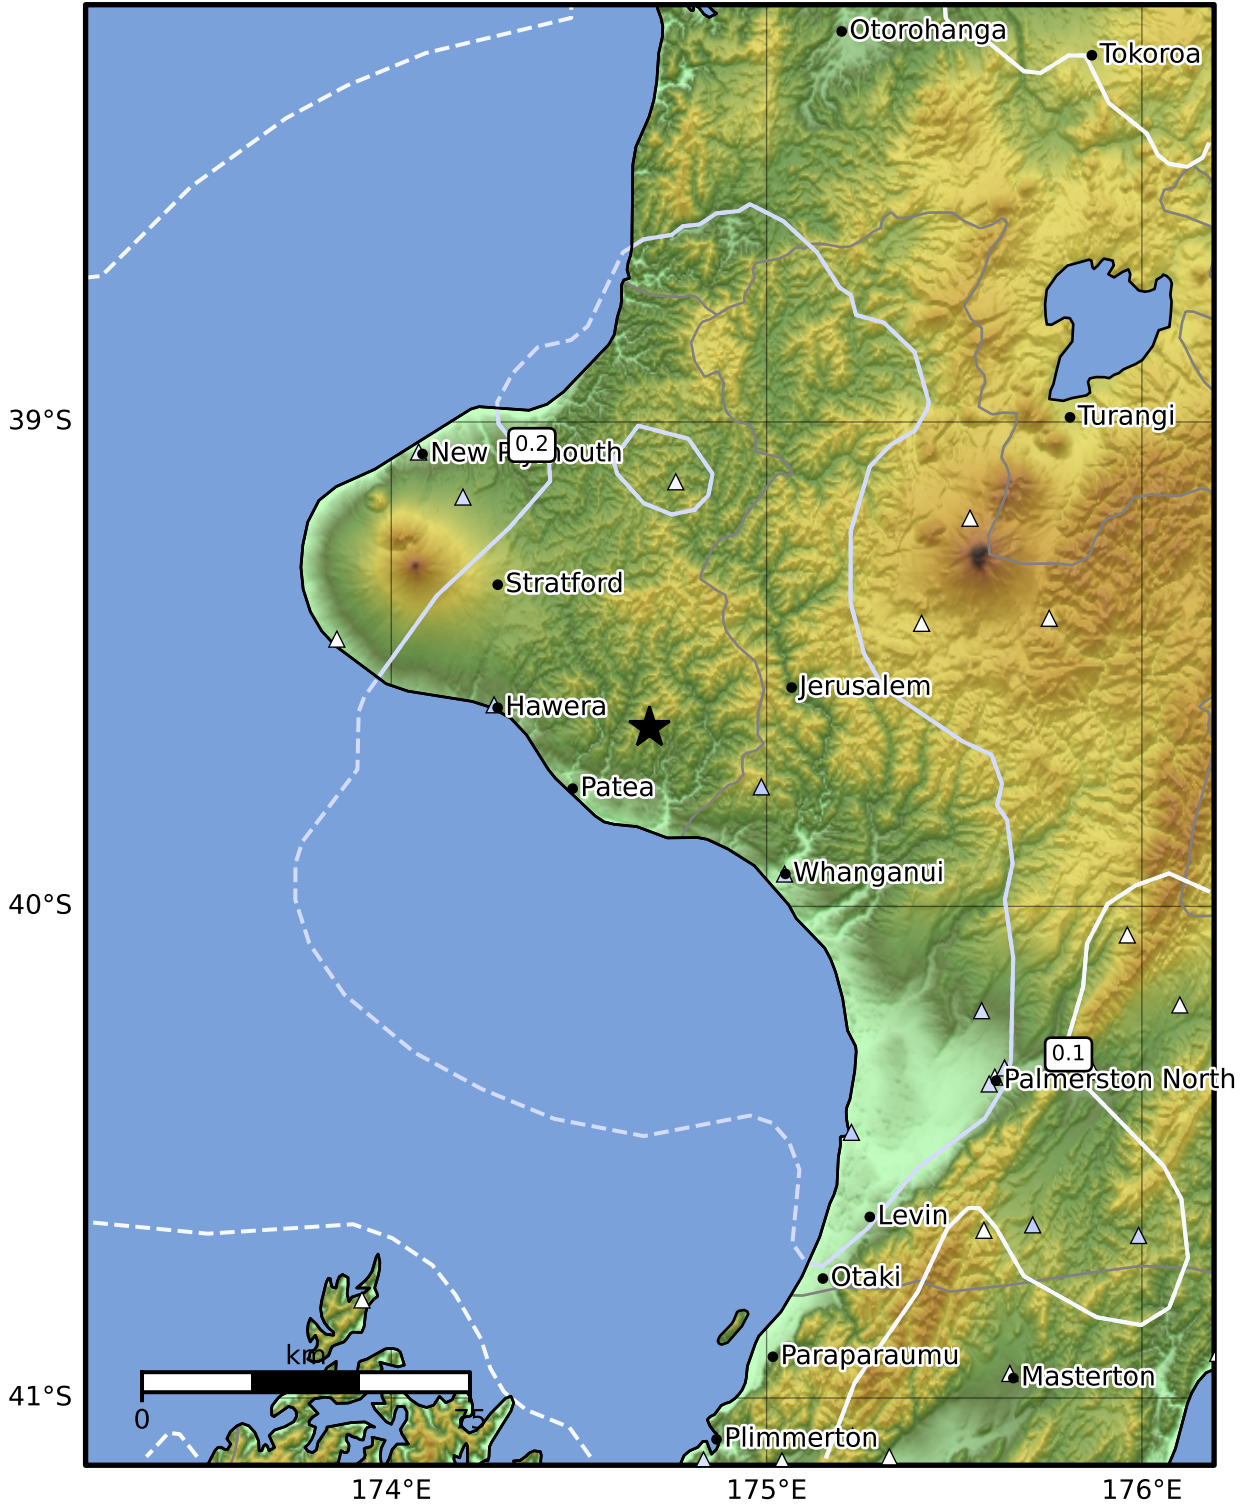 Otorohanga
Tokoroa
39°S
Turangi
0.2
New Plymouth
Stratford
Jerusalem
Hawera
Patea
Whanganui
40°S
0.1
Palmerston North
Levin
Otaki
km
Paraparaumu
Masterton
41°S
0
75
Plimmerton
174°E
175°E
176°E